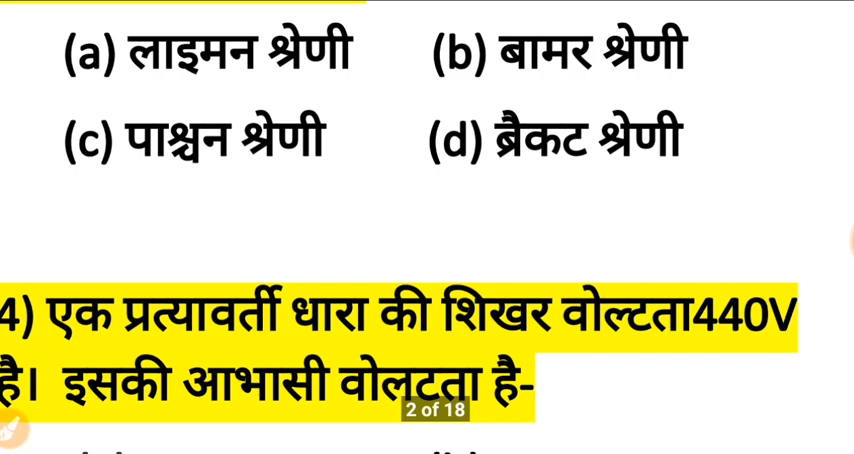 (a) लाइमन श्रेणी (b) बामर श्रेणी
(c) पाश्चन श्रेणी (d) ब्रैकट श्रेणी
4) एक प्रत्यावर्ती धारा की शिखर वोल्टता440V
है। इसकी आभासी वोलटता है-
2 of 18